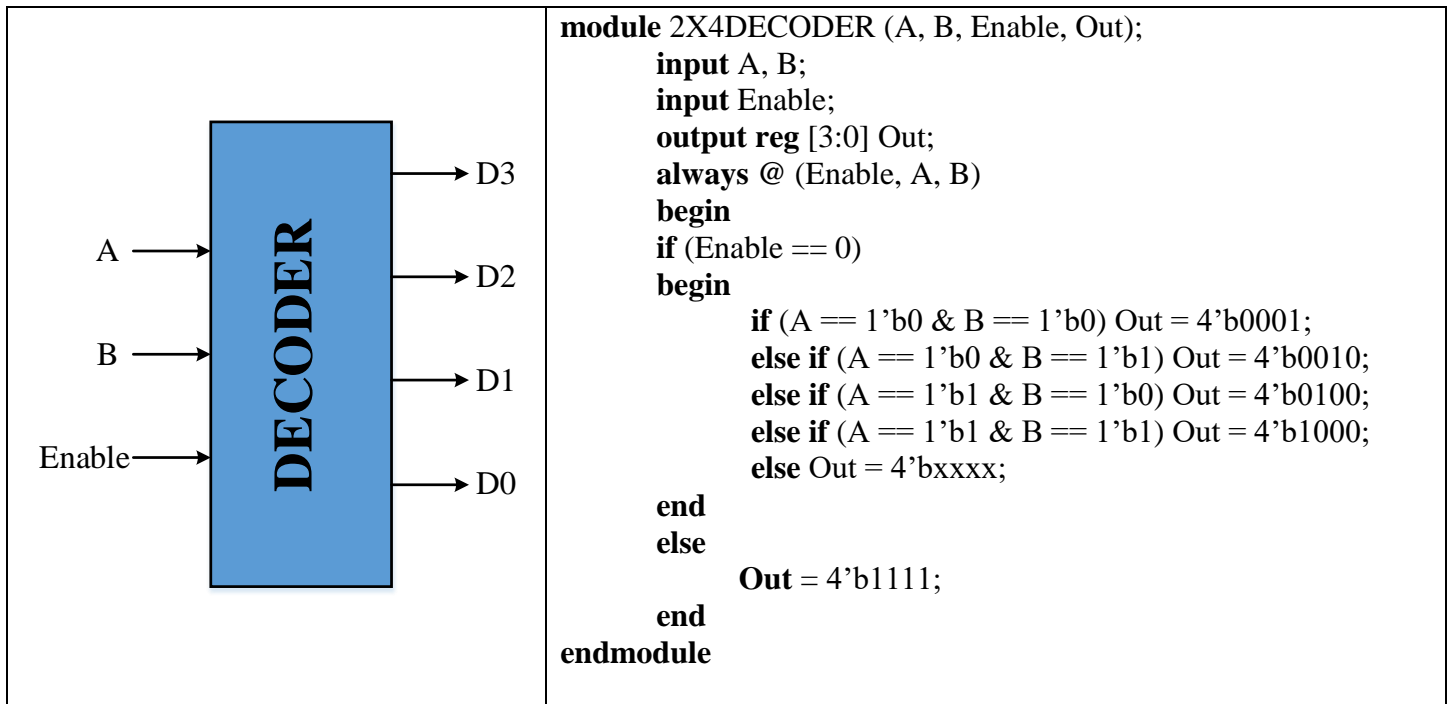 D3
A
D2
DECODER
B
D1
Enable
D0
module 2X4DECODER (A, B, Enable, Out);
input A, B;
input Enable;
output reg [3:0] Out;
always @ (Enable, A, B)
begin
if (Enable == 0)
begin
if (A == 1’b0 & B == 1’b0) Out = 4’b0001;
else if (A == 1’b0 & B == 1’b1) Out = 4’b0010;
else if (A == 1’b1 & B == 1’b0) Out = 4’b0100;
else if (A == 1’b1 & B == 1’b1) Out = 4’b1000;
else Out = 4’bxxxx;
end
else
Out = 4’b1111;
end
endmodule